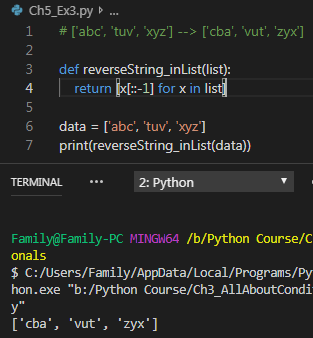 Ch5_Ex3.py > ...
1 # ['abc', 'tuv', 'xyz'] --> ['cba', 'vut', 'zyx']
2
3 def reverseString_inList(list):
4 return [x[::-1] for x in list]
5
6 data = ['abc', 'tuv', 'xyz']
7 print(reverseString_inList(data))
TERMINAL ... 2: Python
Family@Family-PC MINGW64 /b/Python Course/C
onals
$ C:/Users/Family/AppData/Local/Programs/Py
hon.exe "b:/Python Course/Ch3_AllAboutCondi
y"
['cba', 'vut', 'zyx']